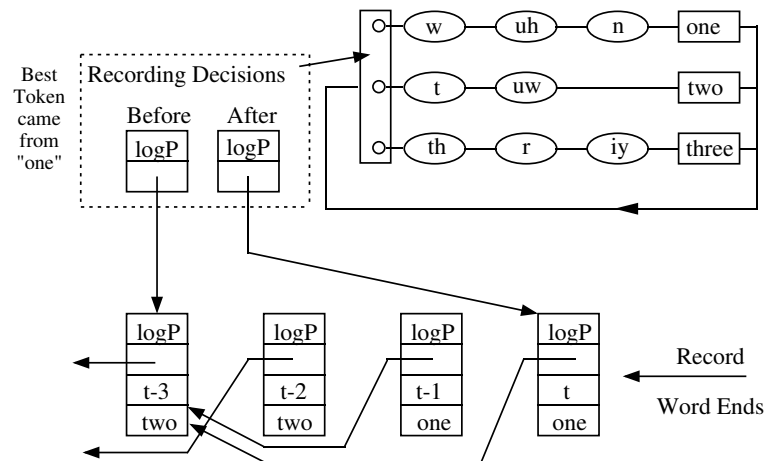 Best
Token
came
from
"one"
Recording Decisions
Before After
logP logP
w uh n one
t uw two
th r iy three
logP logP logP logP
t-3 t-2 t-1 t
two two one one
Record
Word Ends